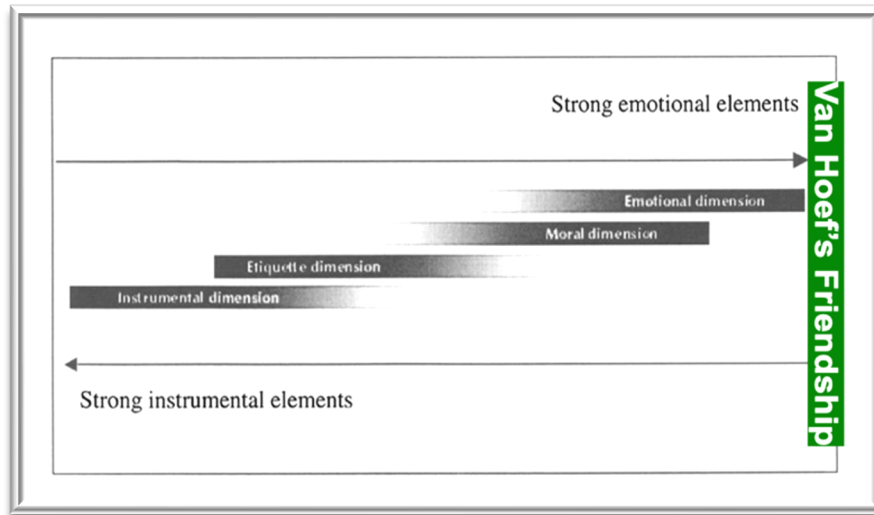 Strong emotional elements
Emotional dimension
Moral dimension
Etiquette dimension
Instrumental dimension
Strong instrumental elements
Van Hoef's Friendship